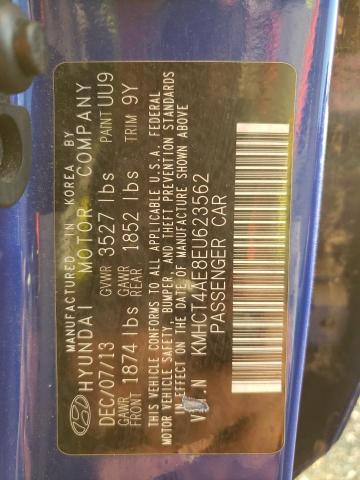 MANUFACTURED IN KOREA BY
HYUNDAI MOTOR COMPANY
DEC/07/13 GVWR 3527 lbs PAINT UU9
GAWR FRONT 1874 lbs GAWR REAR 1852 lbs TRIM 9Y
THIS VEHICLE CONFORMS TO ALL APPLICABLE U.S.A. FEDERAL
MOTOR VEHICLE SAFETY, BUMPER, AND THEFT PREVENTION STANDARDS
IN EFFECT ON THE DATE OF MANUFACTURE SHOWN ABOVE
V.I.N KMHCT4AE8EU623562
PASSENGER CAR